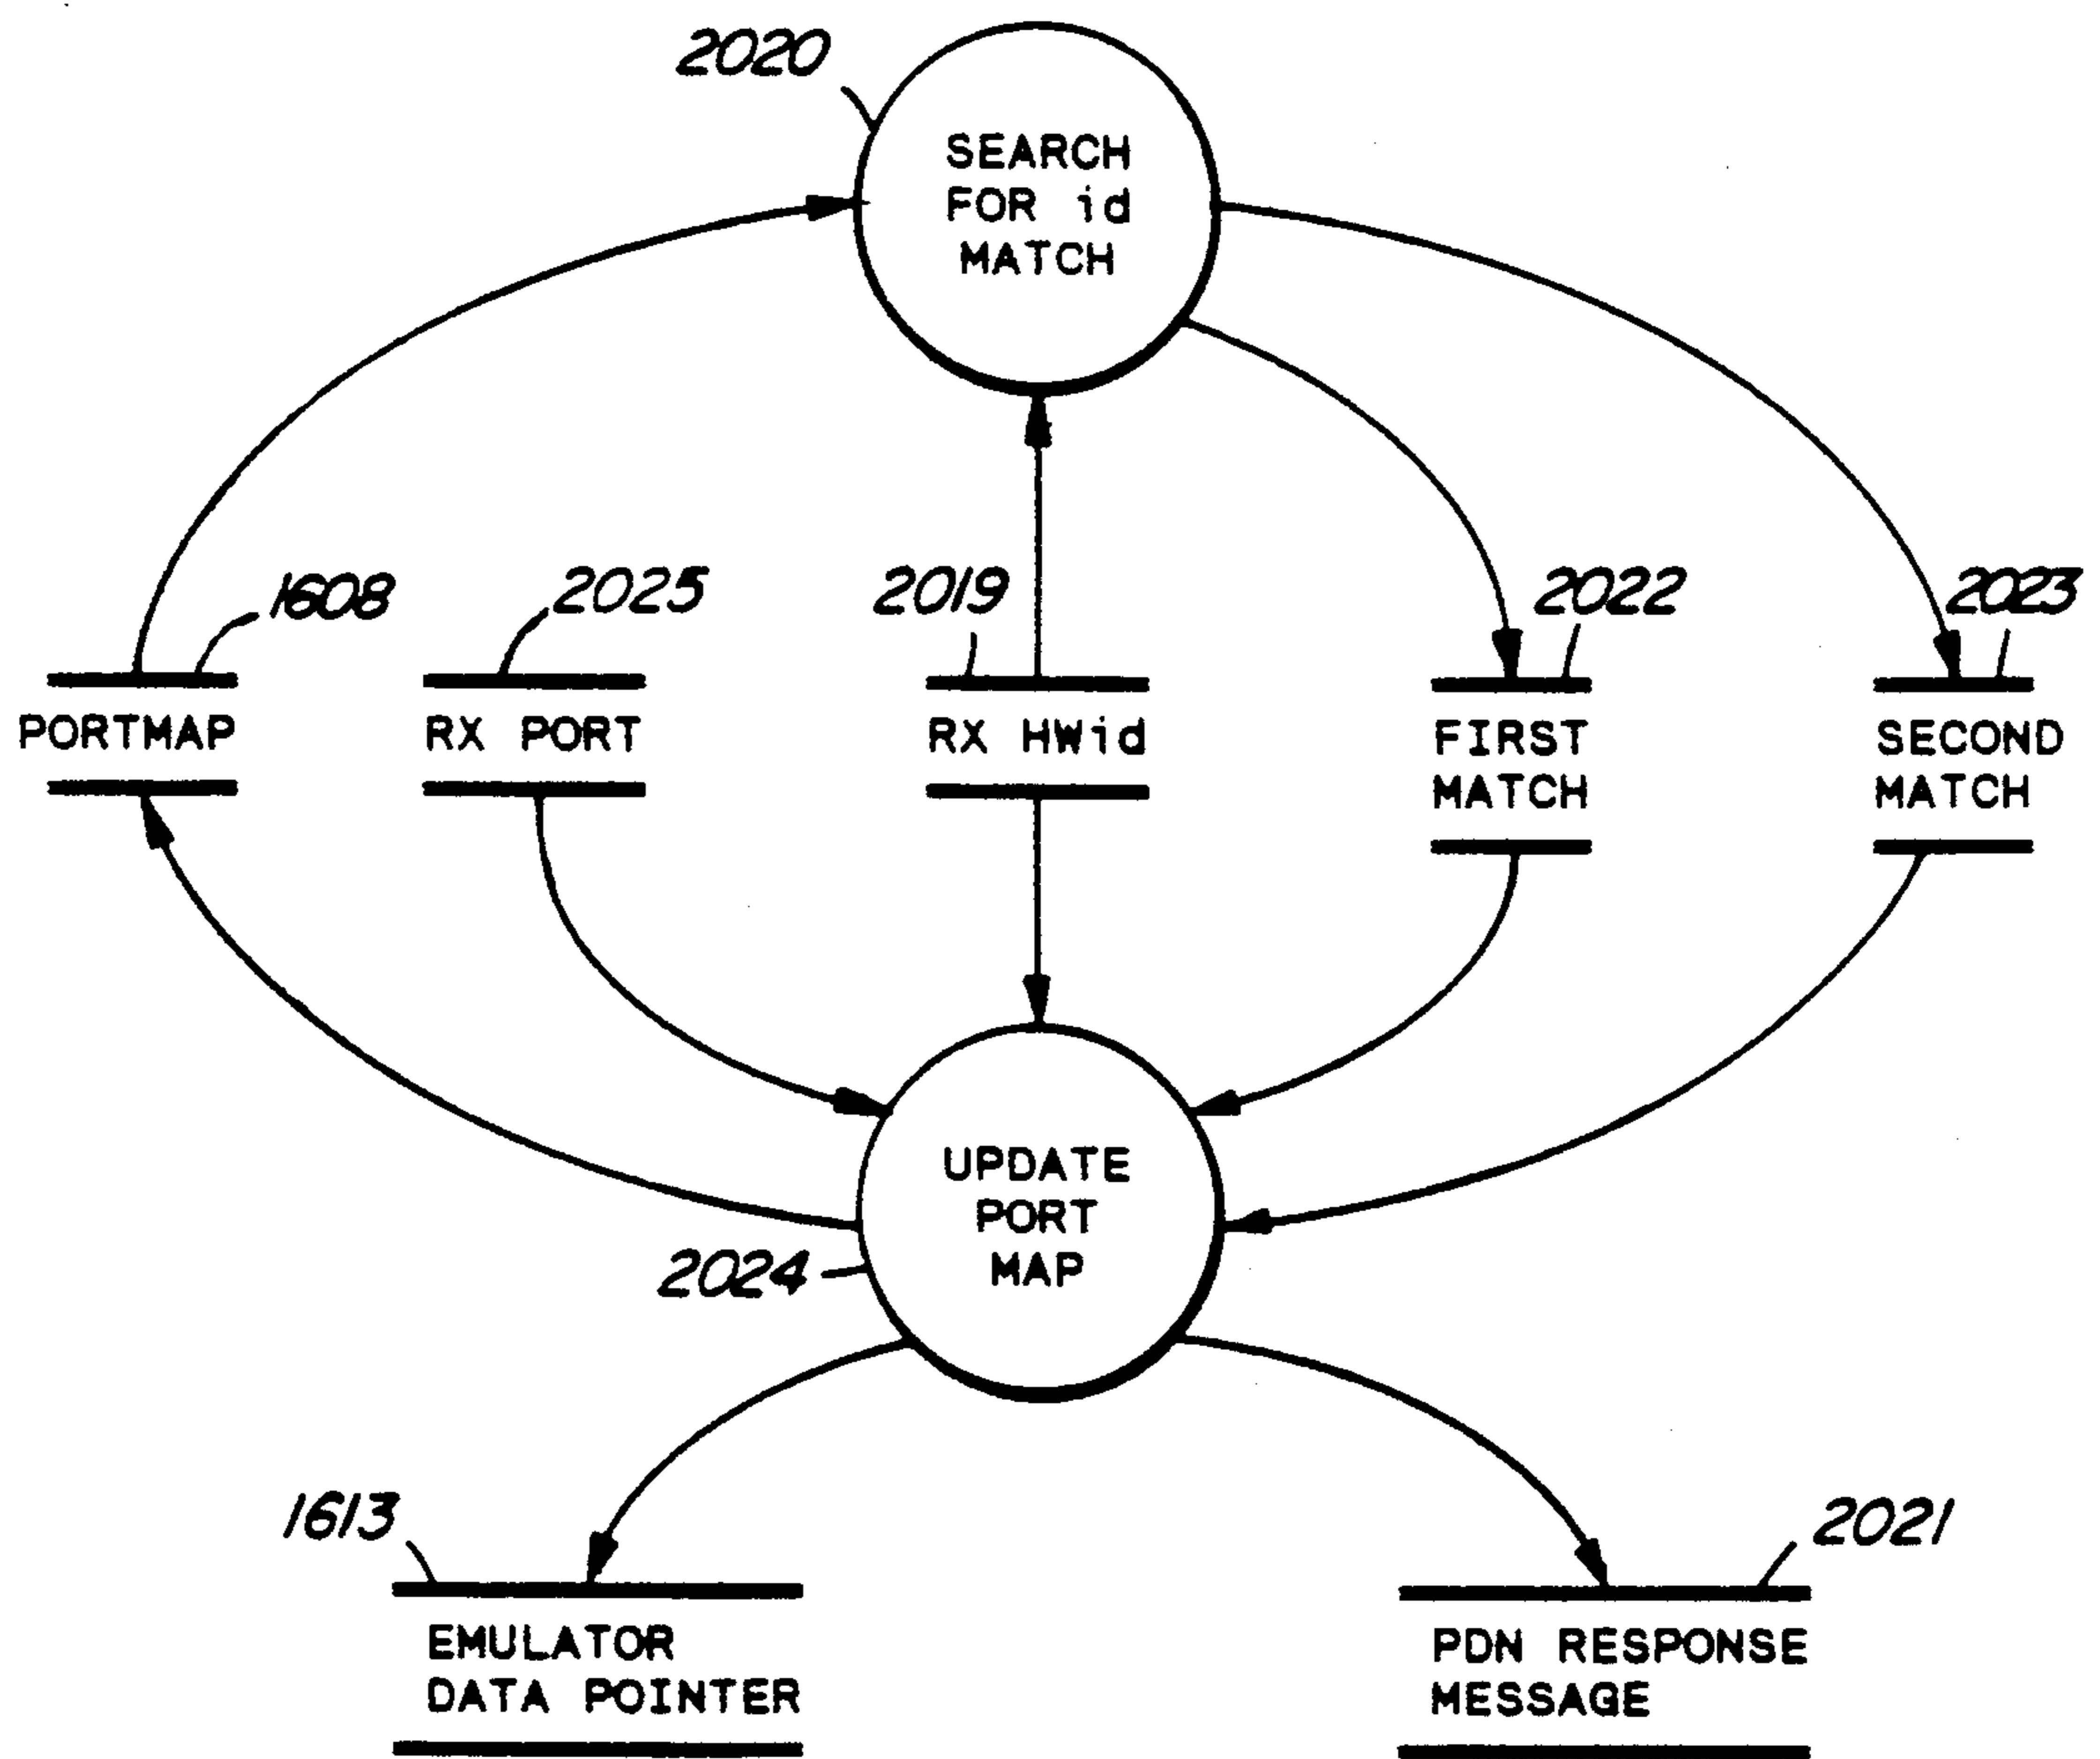 2020
SEARCH
FOR id
MATCH
1608
2025
2019
2022
2023
PORTMAP
RX PORT
RX HWid
FIRST
MATCH
SECOND
MATCH
UPDATE
PORT
MAP
2024
1613
2021
EMULATOR
DATA POINTER
PDN RESPONSE
MESSAGE